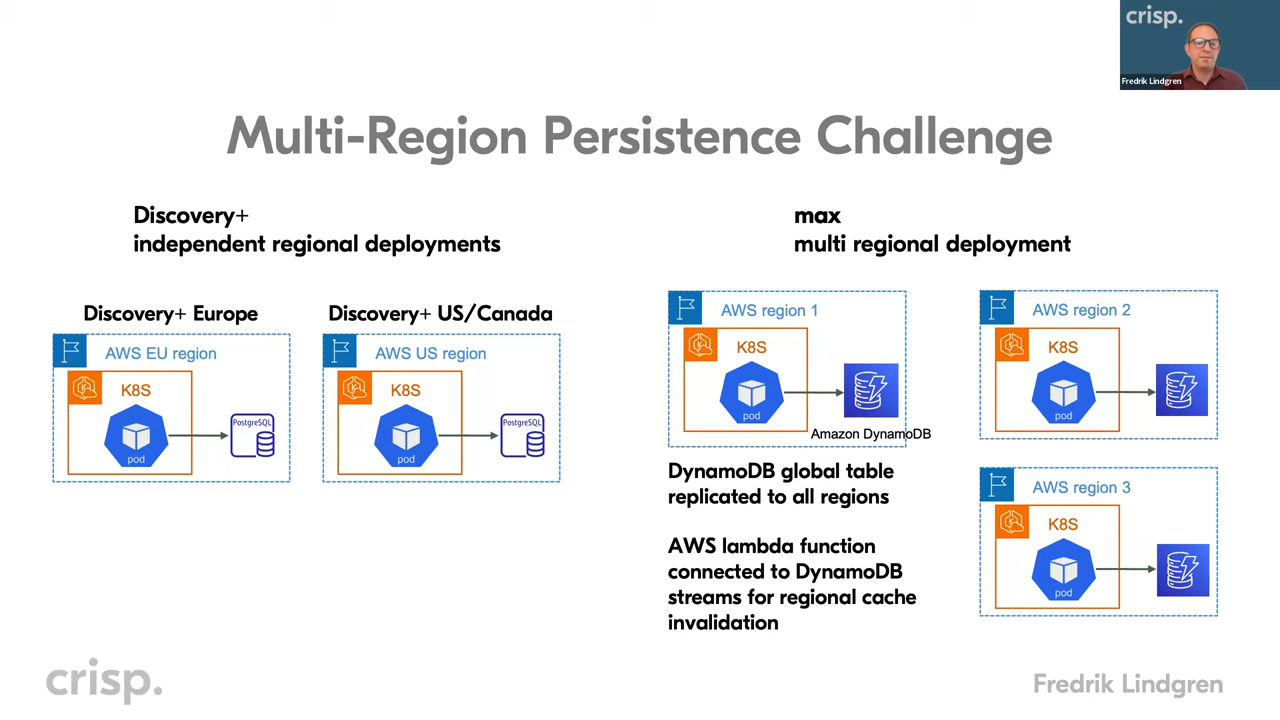 crisp.
Fredrik Lindgren
Multi-Region Persistence Challenge
Discovery+
independent regional deployments
Discovery+ Europe
AWS EU region
K8S
pod
PostgreSQL
Discovery+ US/Canada
AWS US region
K8S
pod
PostgreSQL
max
multi regional deployment
AWS region 1
K8S
pod
Amazon DynamoDB
DynamoDB global table
replicated to all regions
AWS lambda function
connected to DynamoDB
streams for regional cache
invalidation
AWS region 2
K8S
pod
AWS region 3
K8S
pod
crisp.
Fredrik Lindgren